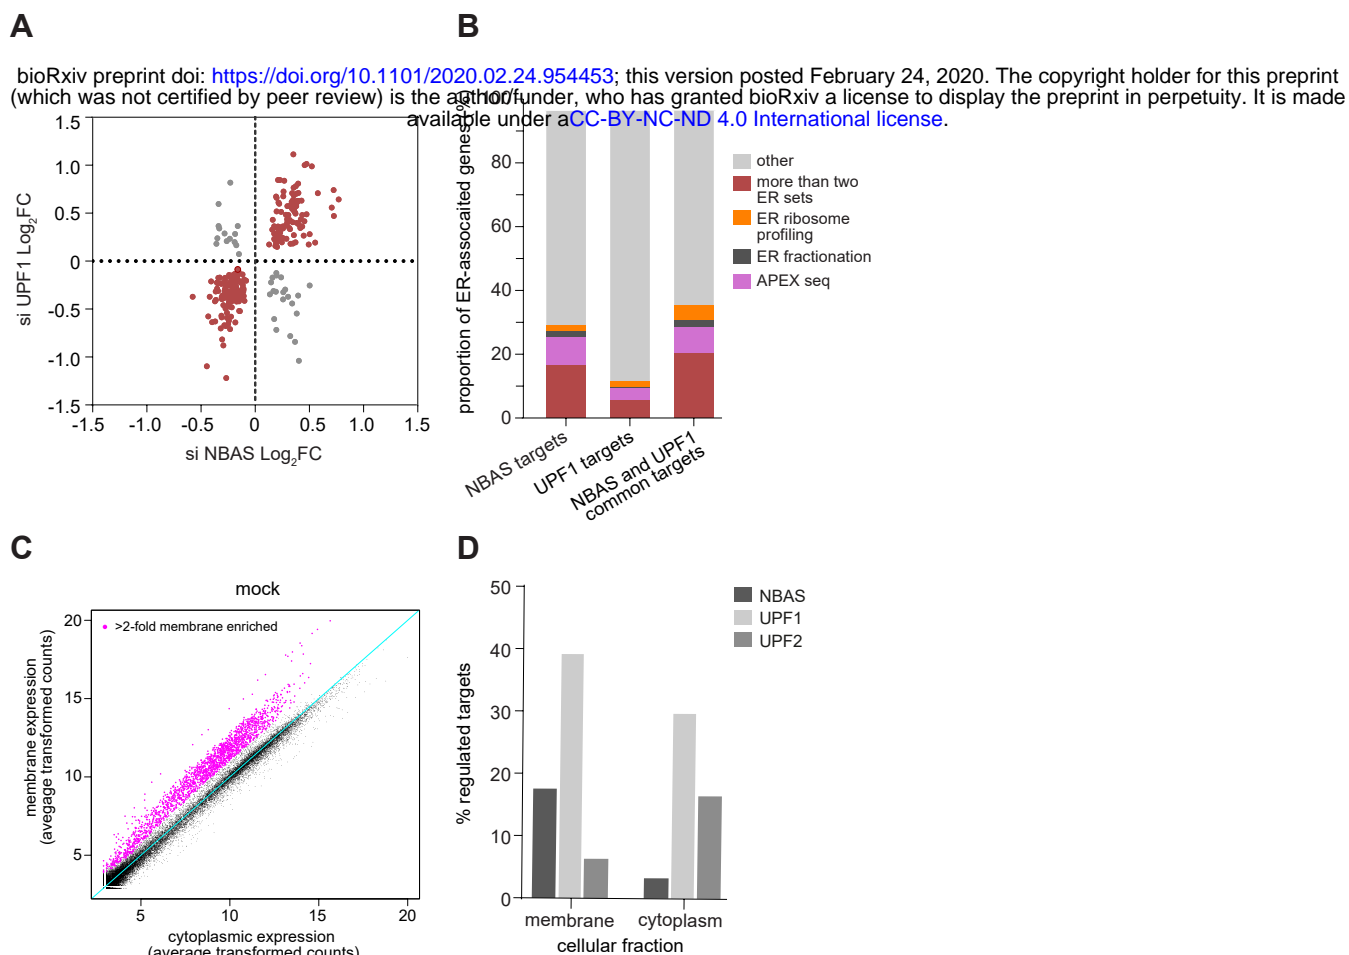 A
B
bioRxiv preprint doi: https://doi.org/10.1101/2020.02.24.954453; this version posted February 24, 2020. The copyright holder for this preprint
(which was not certified by peer review) is the author/funder, who has granted bioRxiv a license to display the preprint in perpetuity. It is made
available under aCC-BY-NC-ND 4.0 International license.
1.5
1.0
0.5
0
-0.5
-1.0
-1.5
-1.5
-1.0
-0.5
0
0.5
1.0
1.5
si UPF1 Log2FC
si NBAS Log2FC
proportion of ER-assocaited genes (%)
100
80
60
40
20
0
NBAS targets
UPF1 targets
NBAS and UPF1
common targets
other
more than two
ER sets
ER ribosome
profiling
ER fractionation
APEX seq
C
mock
>2-fold membrane enriched
membrane expression
(avegage transformed counts)
20
15
10
5
5
10
15
20
cytoplasmic expression
(average transformed counts)
D
% regulated targets
50
40
30
20
10
0
membrane
cytoplasm
cellular fraction
NBAS
UPF1
UPF2